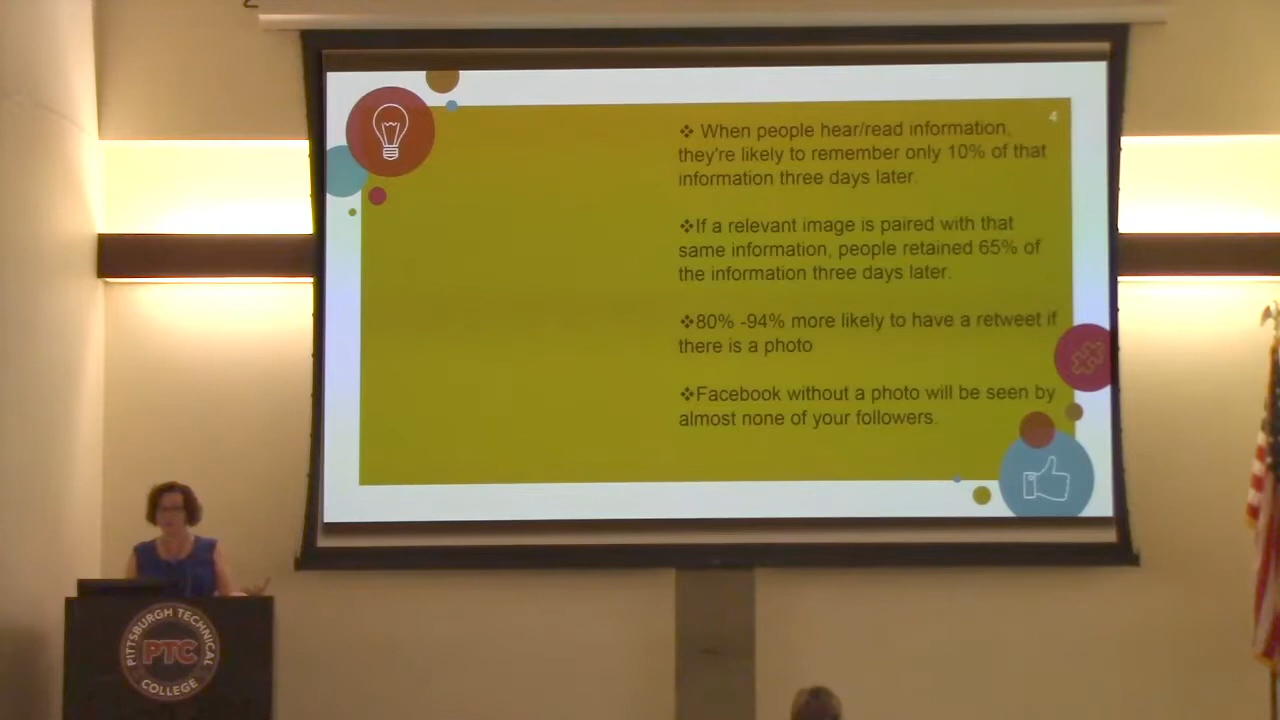 4
❖ When people hear/read information,
they're likely to remember only 10% of that
information three days later.
❖If a relevant image is paired with that
same information, people retained 65% of
the information three days later.
❖80% -94% more likely to have a retweet if
there is a photo
❖Facebook without a photo will be seen by
almost none of your followers.
PITTSBURGH TECHNICAL
PTC
COLLEGE